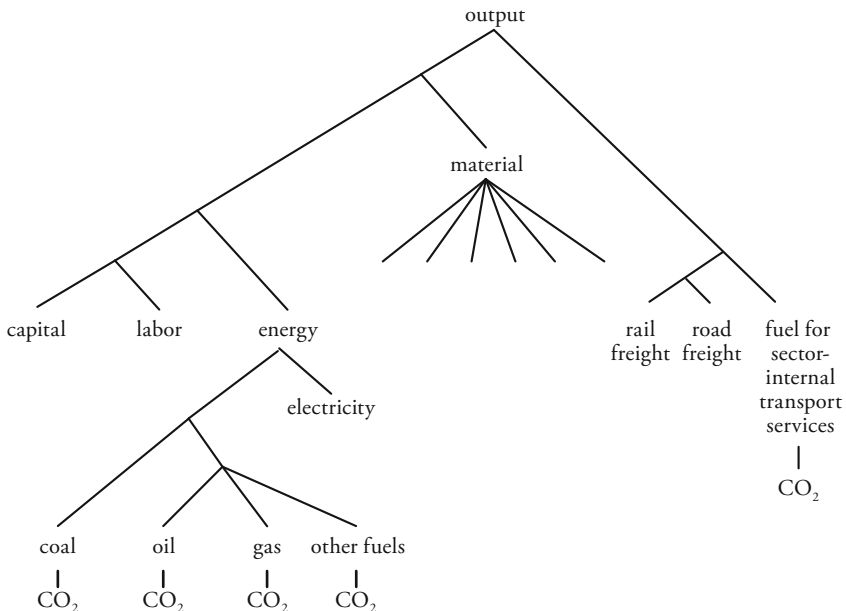 output
material
capital
labor
energy
rail
freight
road
freight
fuel for
sector-
internal
transport
services
CO₂
electricity
coal
oil
gas
other fuels
CO₂
CO₂
CO₂
CO₂